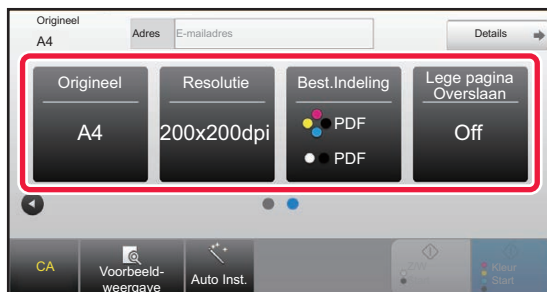 Origineel
A4
Adres
E-mailadres
Details
Origineel
A4
Resolutie
200x200dpi
Best.Indeling
PDF
PDF
Lege pagina
Overslaan
Off
CA
Voorbeeld-
weergave
Auto Inst.
Z/W
Start
Kleur
Start